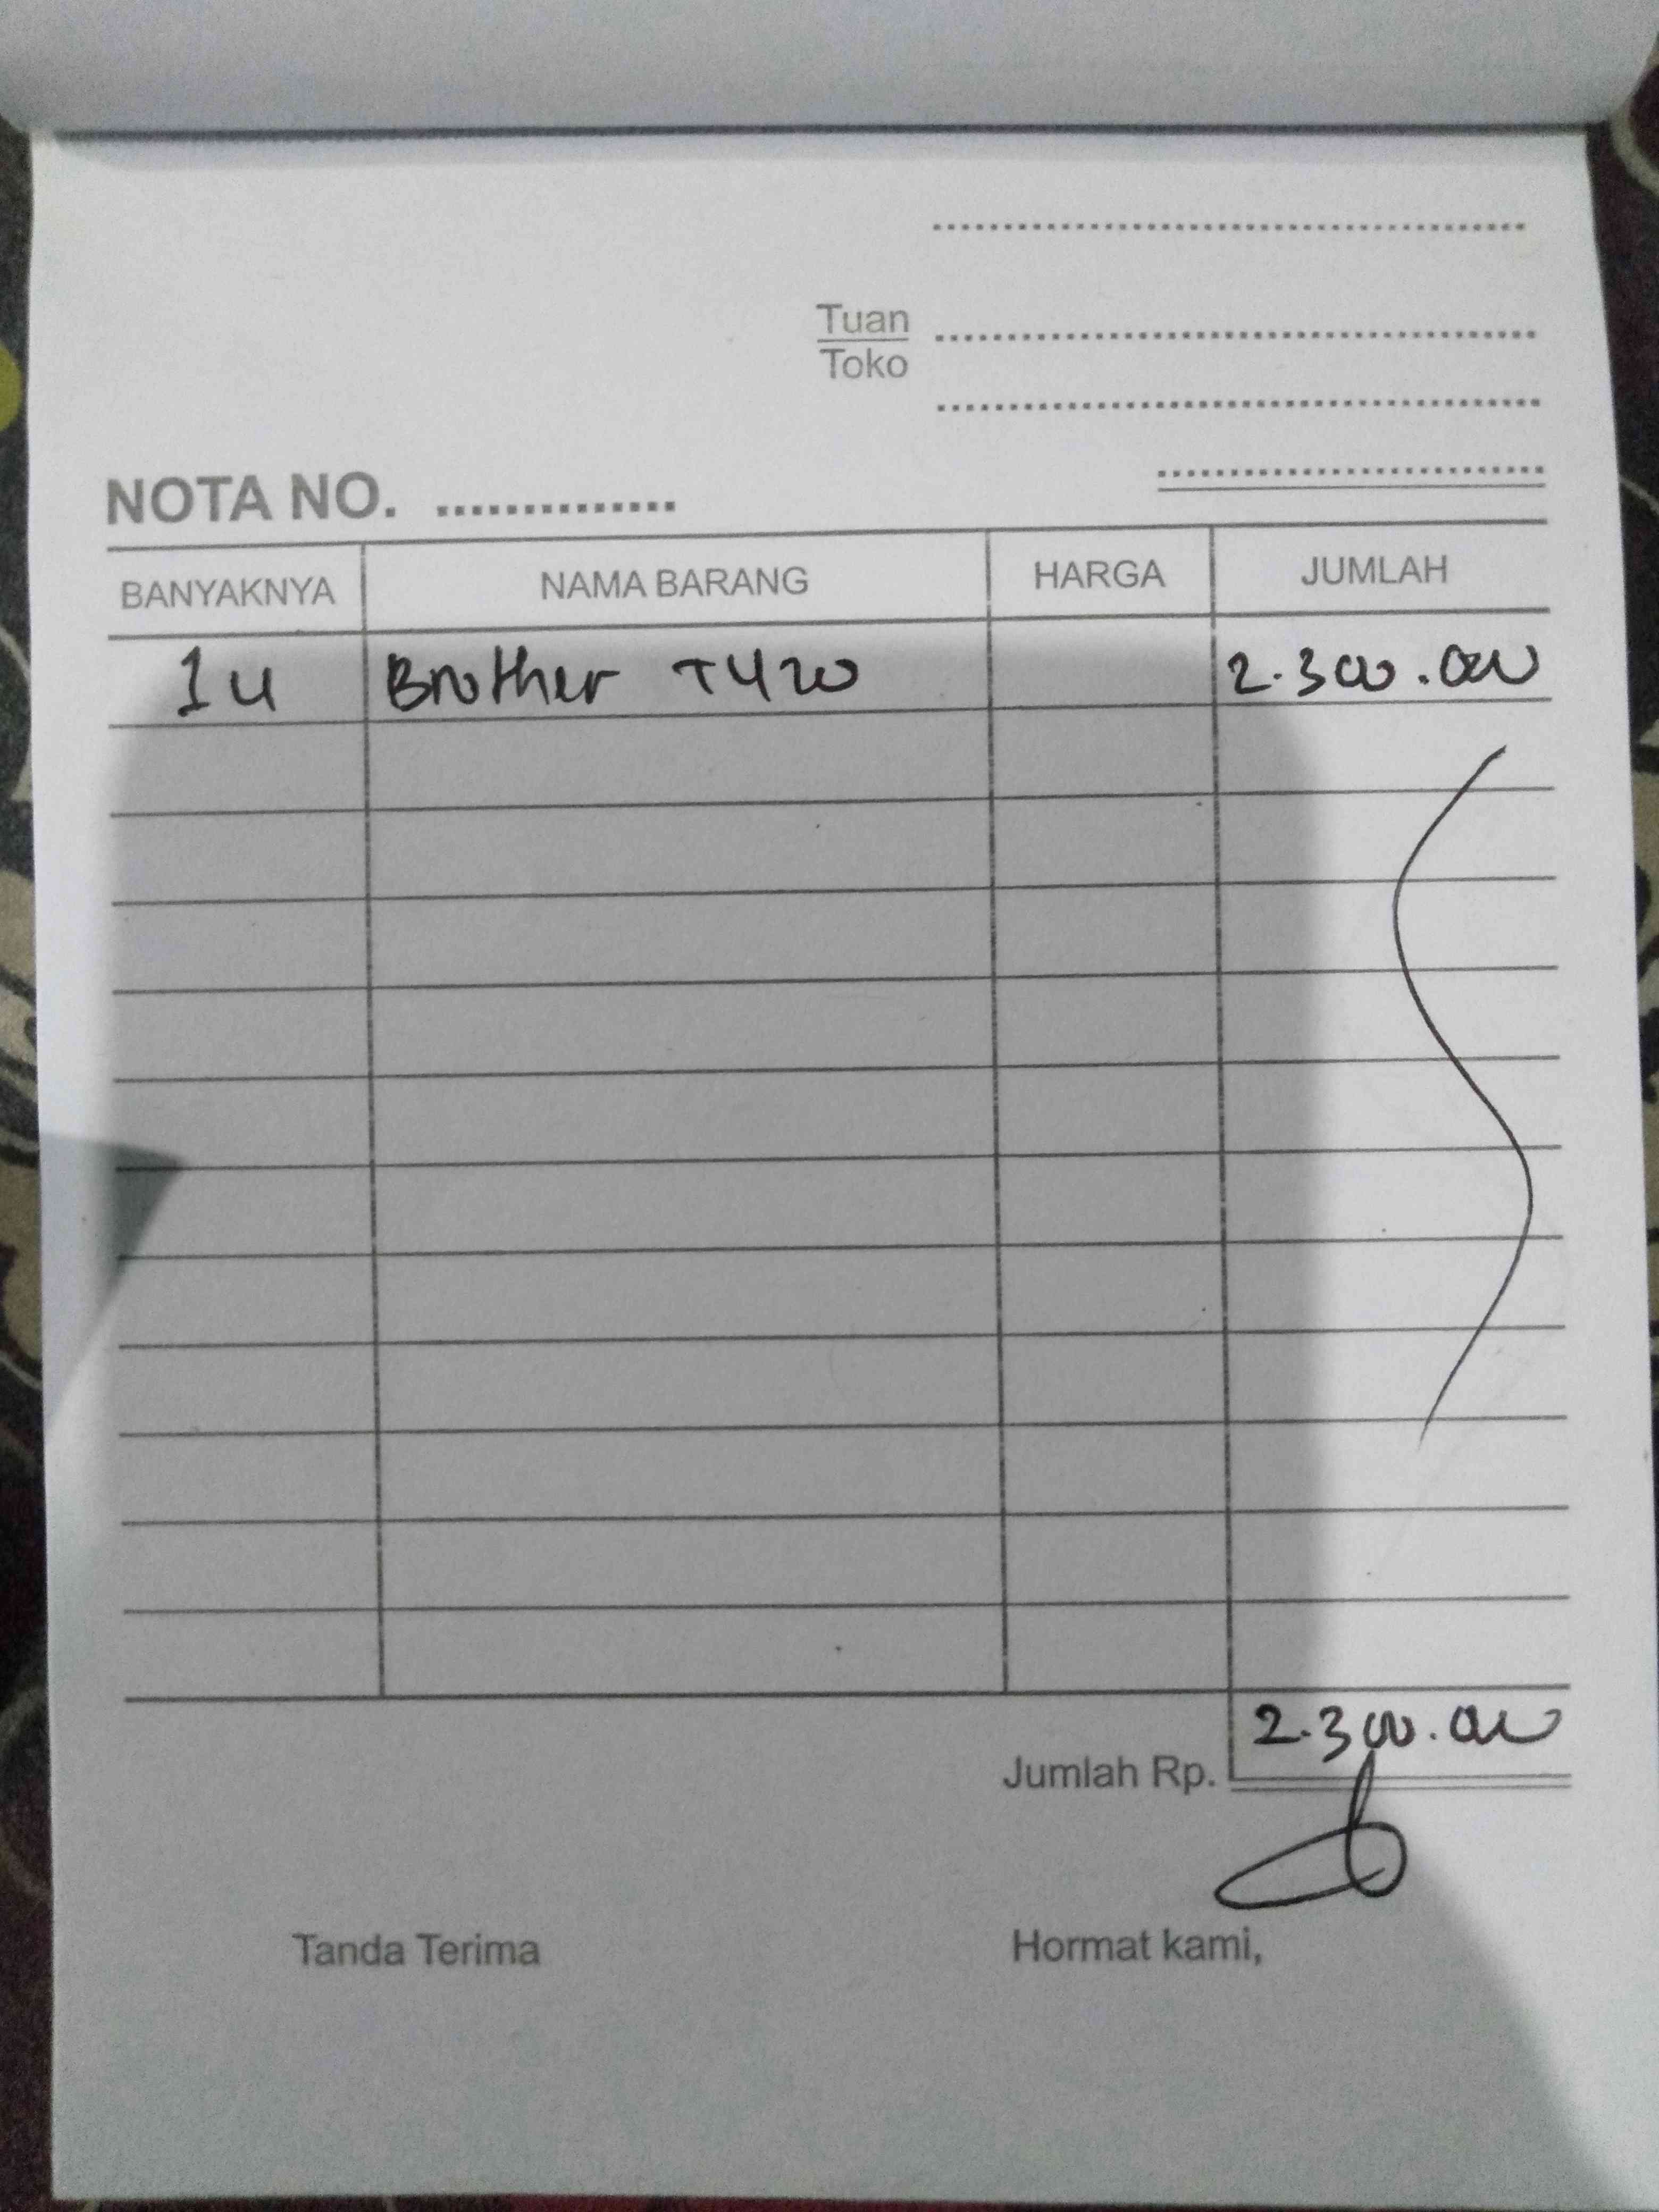 Tuan
Toko
NOTA NO. ..............
BANYAKNYA NAMA BARANG HARGA JUMLAH
1 u Brother T420 2.300.000
Jumlah Rp. 2.300.000
Tanda Terima Hormat kami,